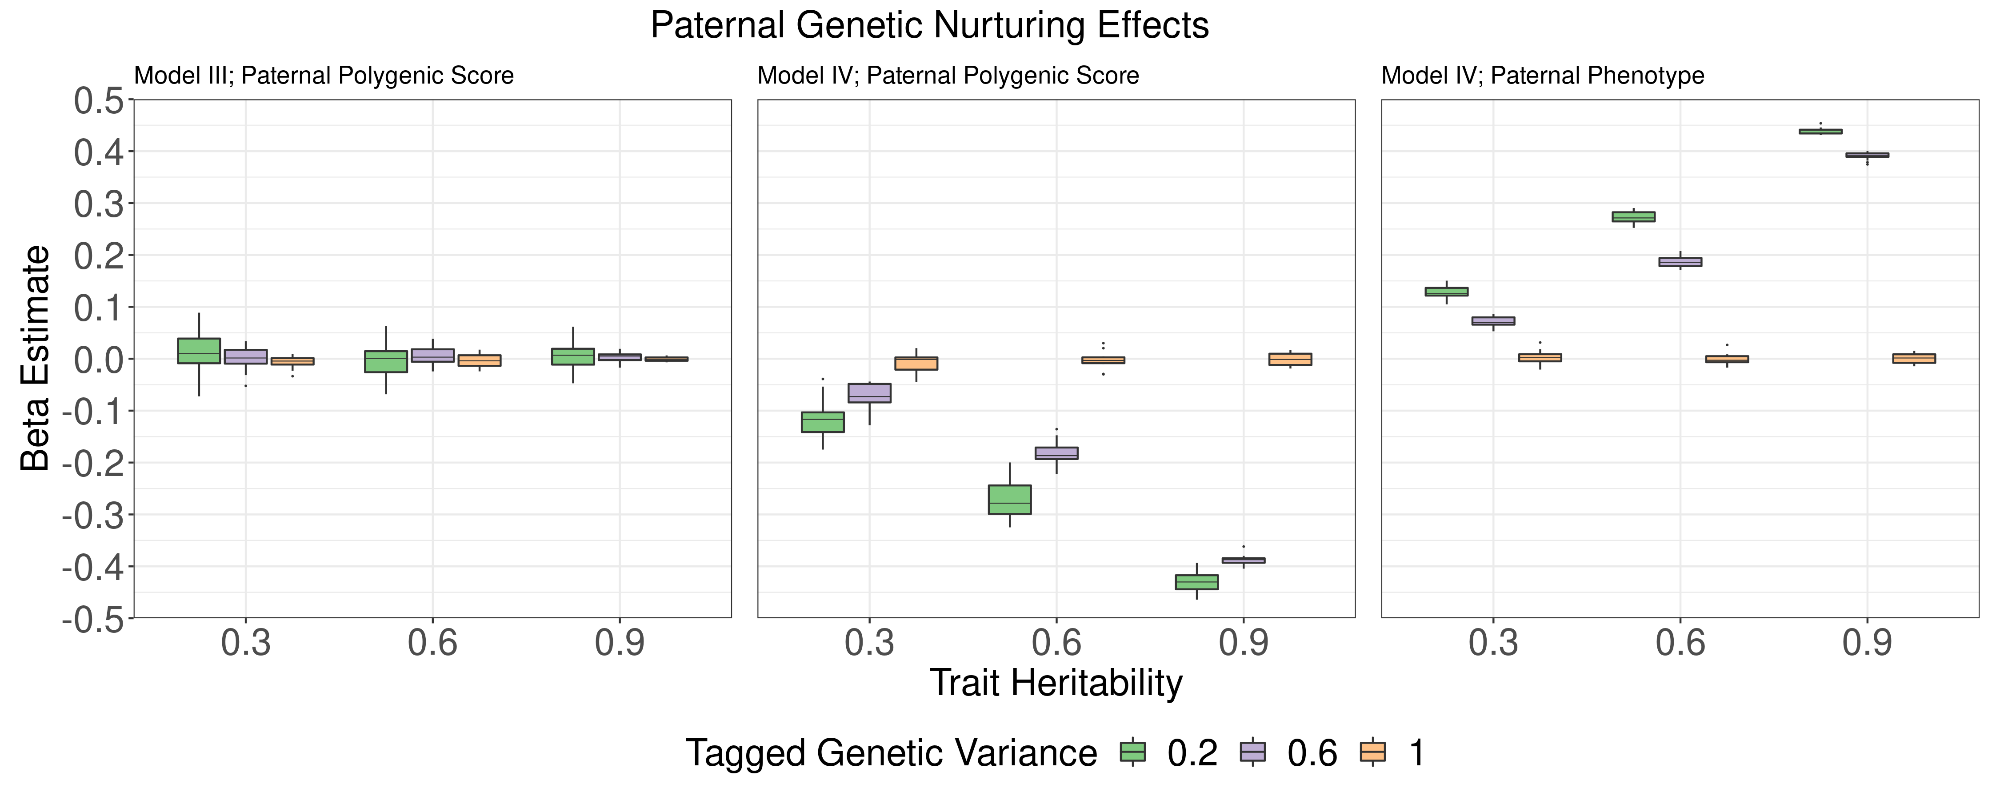 Paternal Genetic Nurturing Effects
Model III; Paternal Polygenic Score
Model IV; Paternal Polygenic Score
Model IV; Paternal Phenotype
Beta Estimate
0.5
0.4
0.3
0.2
0.1
0.0
-0.1
-0.2
-0.3
-0.4
-0.5
0.3 0.6 0.9
0.3 0.6 0.9
0.3 0.6 0.9
Trait Heritability
Tagged Genetic Variance 0.2 0.6 1